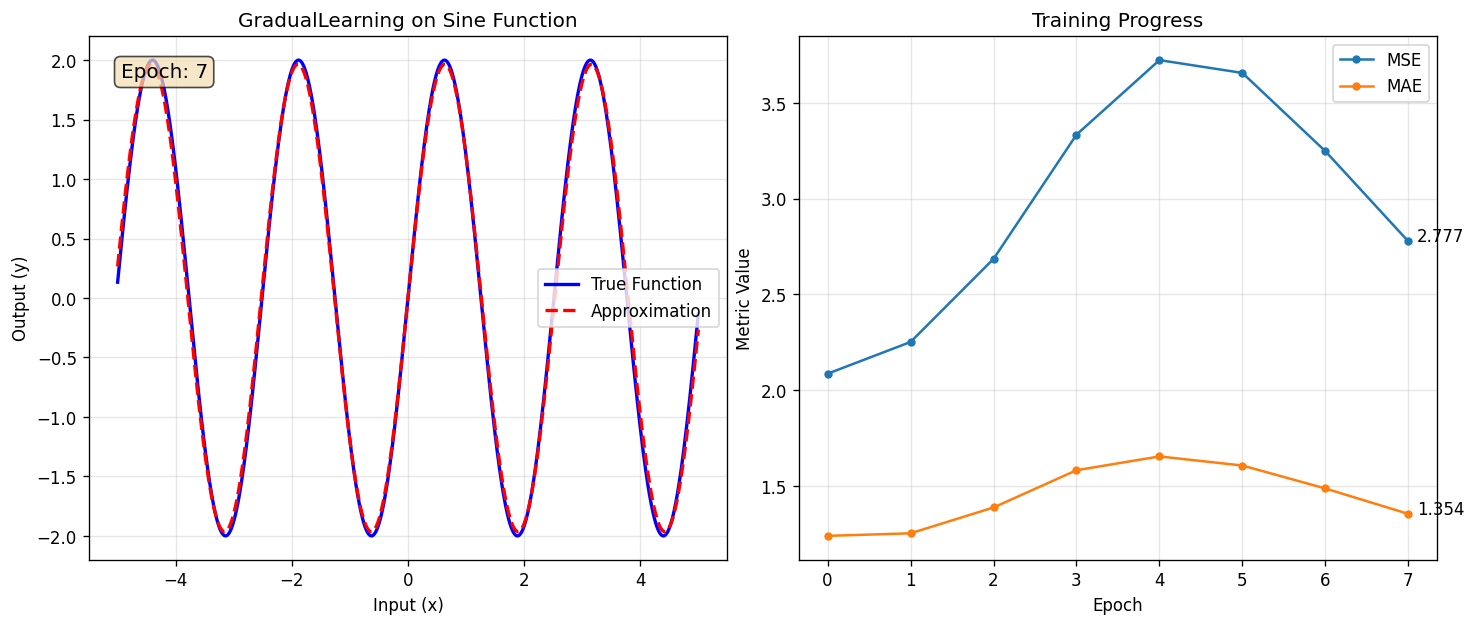 GradualLearning on Sine Function
Epoch: 7
2.0
1.5
1.0
0.5
0.0
−0.5
−1.0
−1.5
−2.0
Output (y)
True Function
Approximation
−4
−2
0
2
4
Input (x)
Training Progress
MSE
MAE
3.5
3.0
2.5
2.0
1.5
Metric Value
2.777
1.354
0
1
2
3
4
5
6
7
Epoch